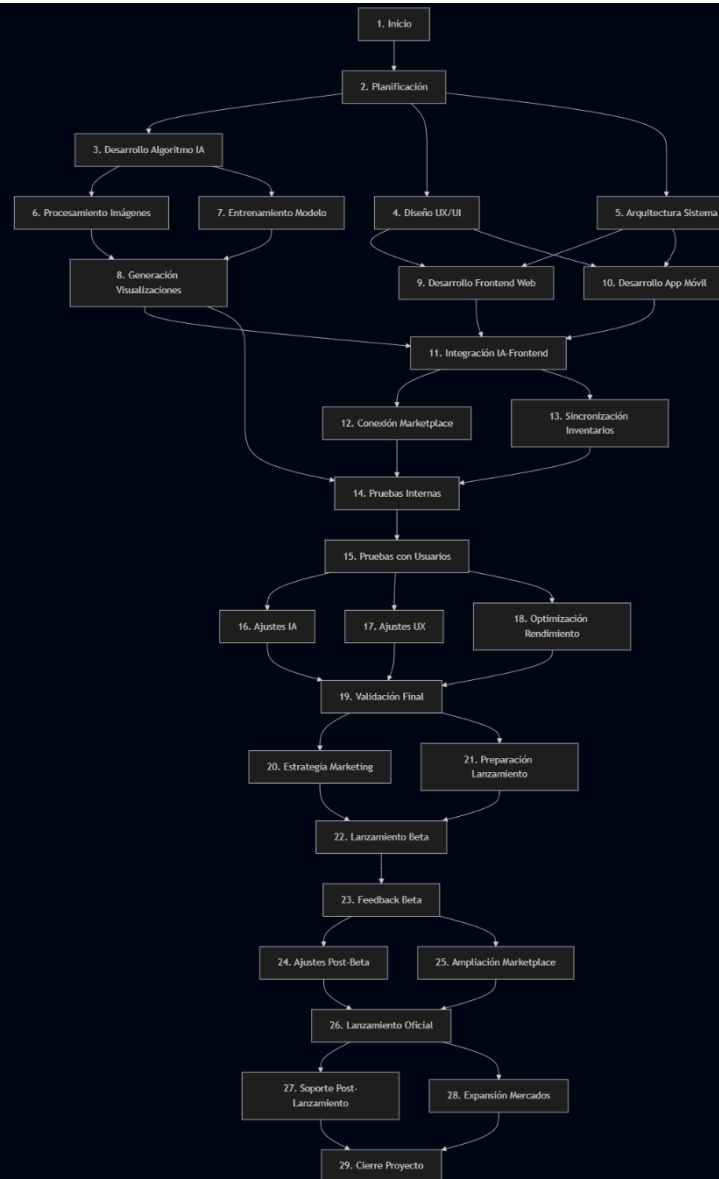 1. Inicio
2. Planificación
3. Desarrollo Algoritmo IA
6. Procesamiento Imágenes
7. Entrenamiento Modelo
4. Diseño UX/UI
5. Arquitectura Sistema
8. Generación
Visualizaciones
9. Desarrollo Frontend Web
10. Desarrollo App Móvil
11. Integración IA-Frontend
12. Conexión Marketplace
13. Sincronización
Inventarios
14. Pruebas Internas
15. Pruebas con Usuarios
16. Ajustes IA
17. Ajustes UX
18. Optimización
Rendimiento
19. Validación Final
20. Estrategia Marketing
21. Preparación
Lanzamiento
22. Lanzamiento Beta
23. Feedback Beta
24. Ajustes Post-Beta
25. Ampliación Marketplace
26. Lanzamiento Oficial
27. Soporte Post-
Lanzamiento
28. Expansión Mercados
29. Cierre Proyecto